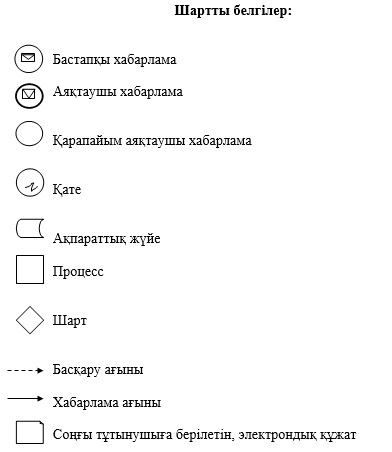 Шартты белгілер:
Бастапқы хабарлама
Аяқтаушы хабарлама
Қарапайым аяқтаушы хабарлама
Қате
Ақпараттық жүйе
Процесс
Шарт
Басқару ағыны
Хабарлама ағыны
Соңғы тұтынушыға берілетін, электрондық құжат